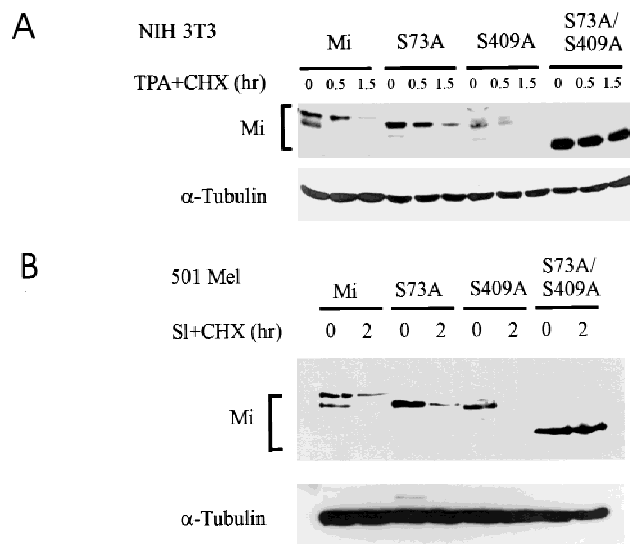 A
NIH 3T3
Mi S73A S409A S73A/
S409A
TPA+CHX (hr) 0 0.5 1.5 0 0.5 1.5 0 0.5 1.5 0 0.5 1.5
Mi
α-Tubulin
B
501 Mel
Mi S73A S409A S73A/
S409A
Sl+CHX (hr) 0 2 0 2 0 2 0 2
Mi
α-Tubulin